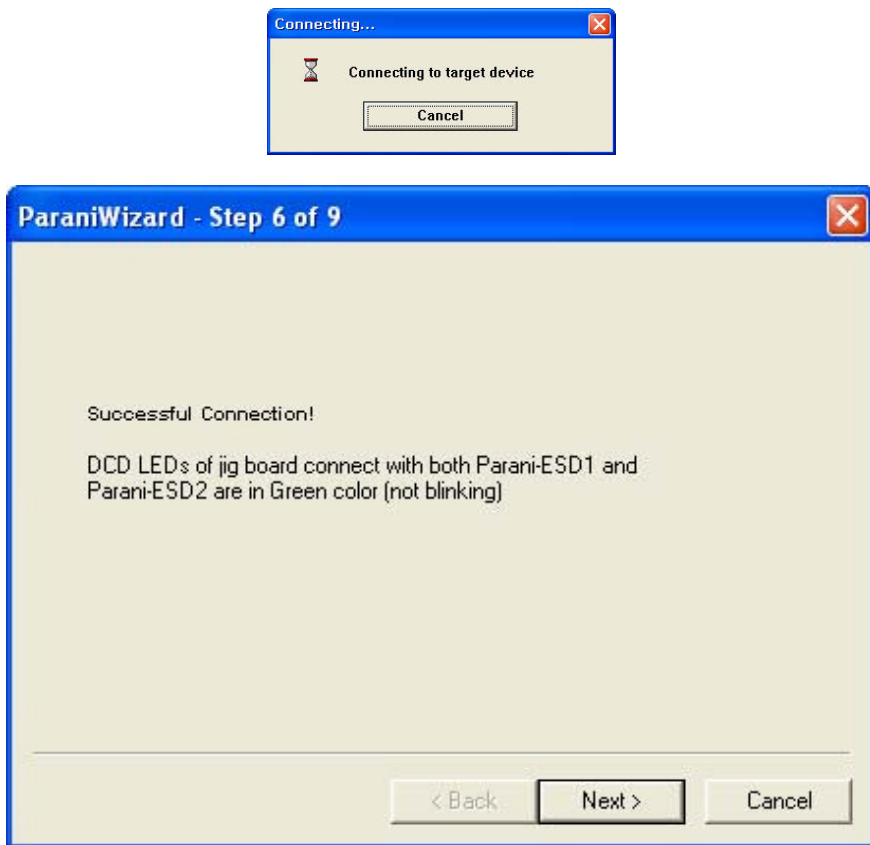 Connecting...
Connecting to target device
Cancel
ParaniWizard - Step 6 of 9
Successful Connection!
DCD LEDs of jig board connect with both Parani-ESD1 and
Parani-ESD2 are in Green color (not blinking)
< Back Next > Cancel